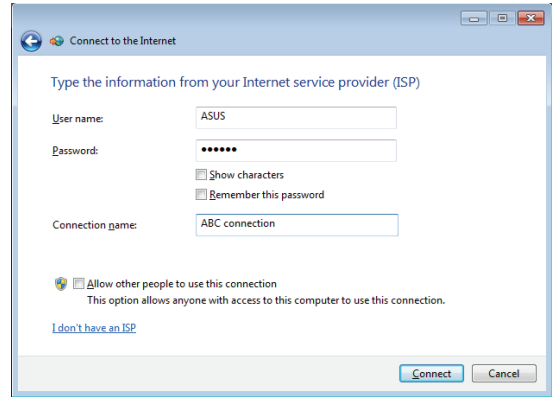 Connect to the Internet
Type the information from your Internet service provider (ISP)
User name: ASUS
Password: ••••••
Show characters
Remember this password
Connection name: ABC connection
Allow other people to use this connection
This option allows anyone with access to this computer to use this connection.
I don't have an ISP
Connect Cancel